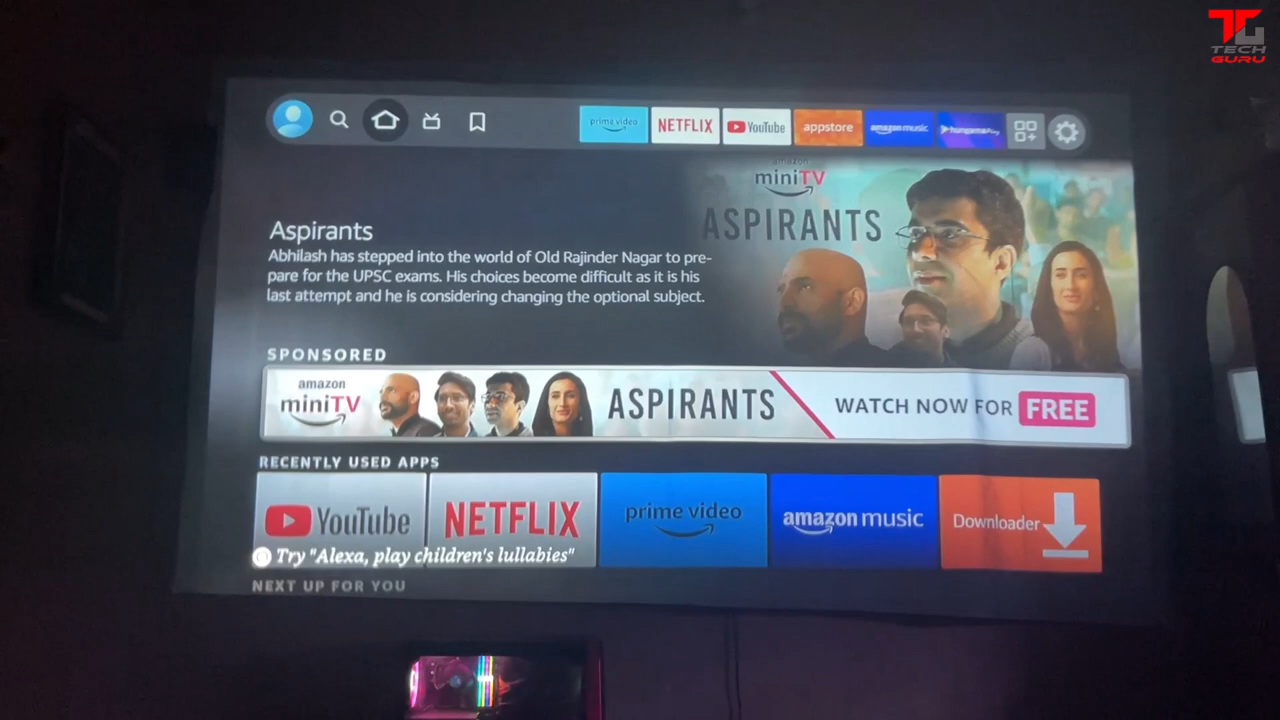 TG
TECH
GURU
prime video
NETFLIX
YouTube
appstore
amazon music
hungama play
amazon
miniTV
ASPIRANTS
Aspirants
Abhilash has stepped into the world of Old Rajinder Nagar to pre-
pare for the UPSC exams. His choices become difficult as it is his
last attempt and he is considering changing the optional subject.
SPONSORED
amazon
miniTV
ASPIRANTS
WATCH NOW FOR FREE
RECENTLY USED APPS
YouTube
NETFLIX
prime video
amazon music
Downloader
Try "Alexa, play children's lullabies"
NEXT UP FOR YOU